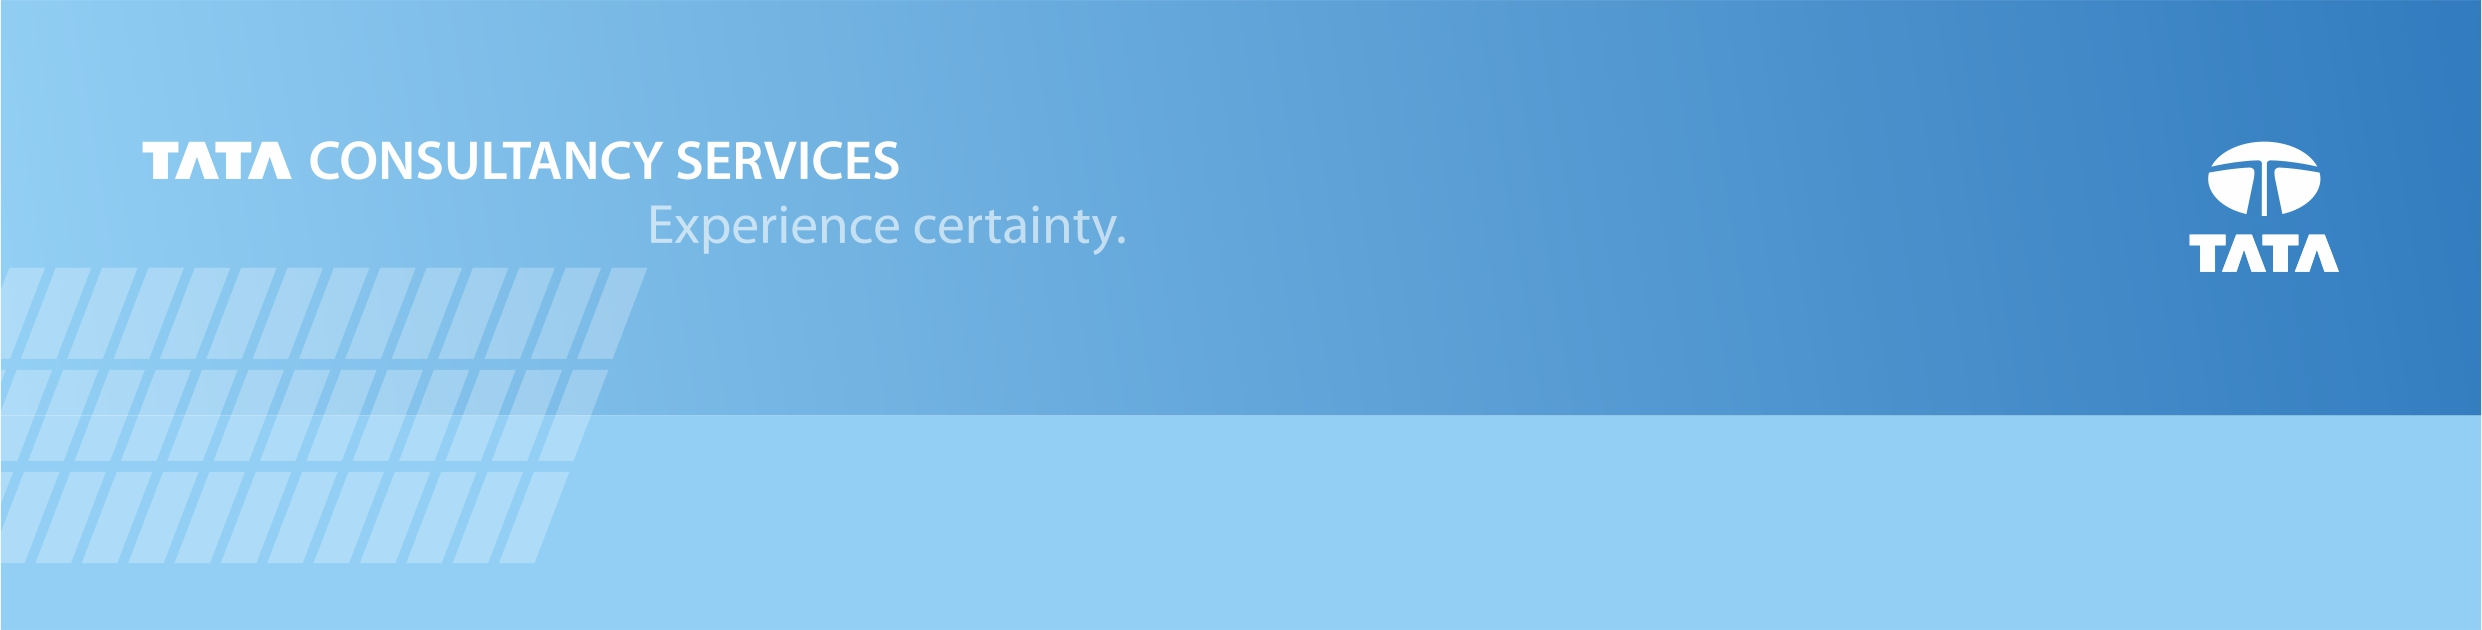 TATA CONSULTANCY SERVICES
Experience certainty.
TATA